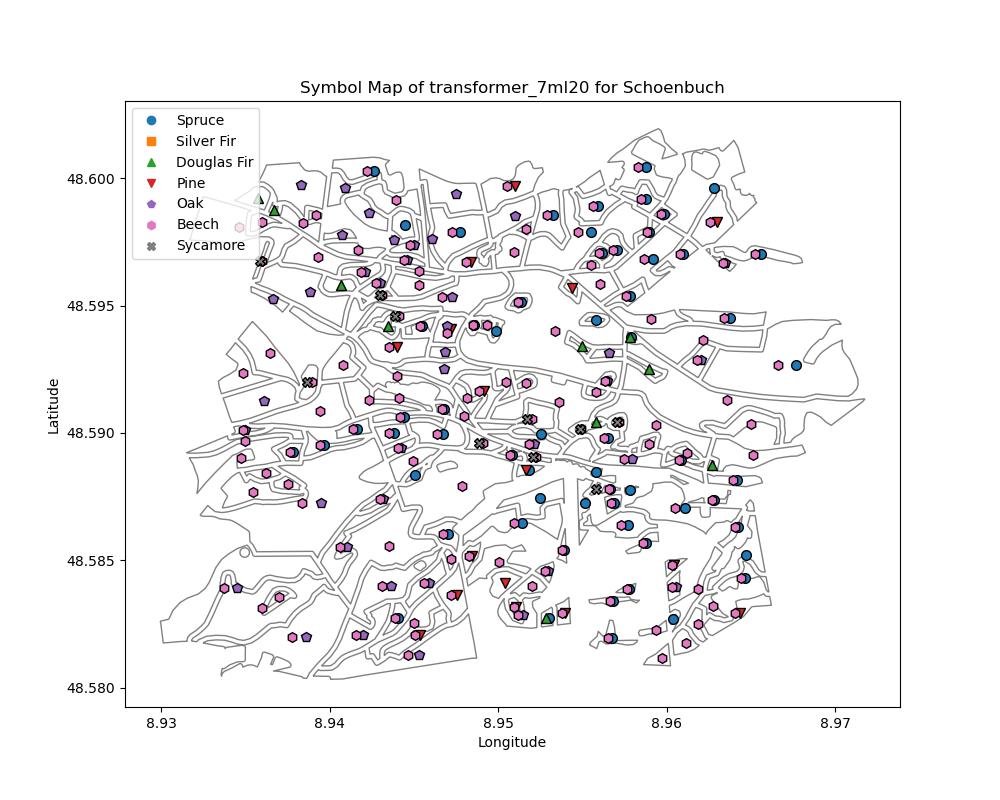 Symbol Map of transformer_7ml20 for Schoenbuch
Spruce
Silver Fir
Douglas Fir
Pine
Oak
Beech
Sycamore
48.600
48.595
48.590
48.585
48.580
Latitude
8.93 8.94 8.95 8.96 8.97
Longitude